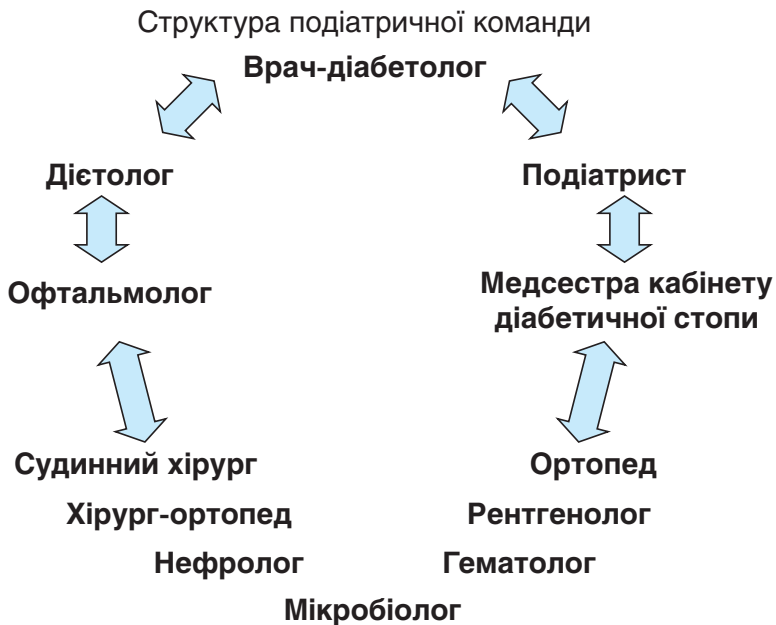 Структура подіатричної команди
Врач-діабетолог
Дієтолог
Подіатрист
Офтальмолог
Медсестра кабінету
діабетичної стопи
Судинний хірург
Ортопед
Хірург-ортопед
Рентгенолог
Нефролог
Гематолог
Мікробіолог